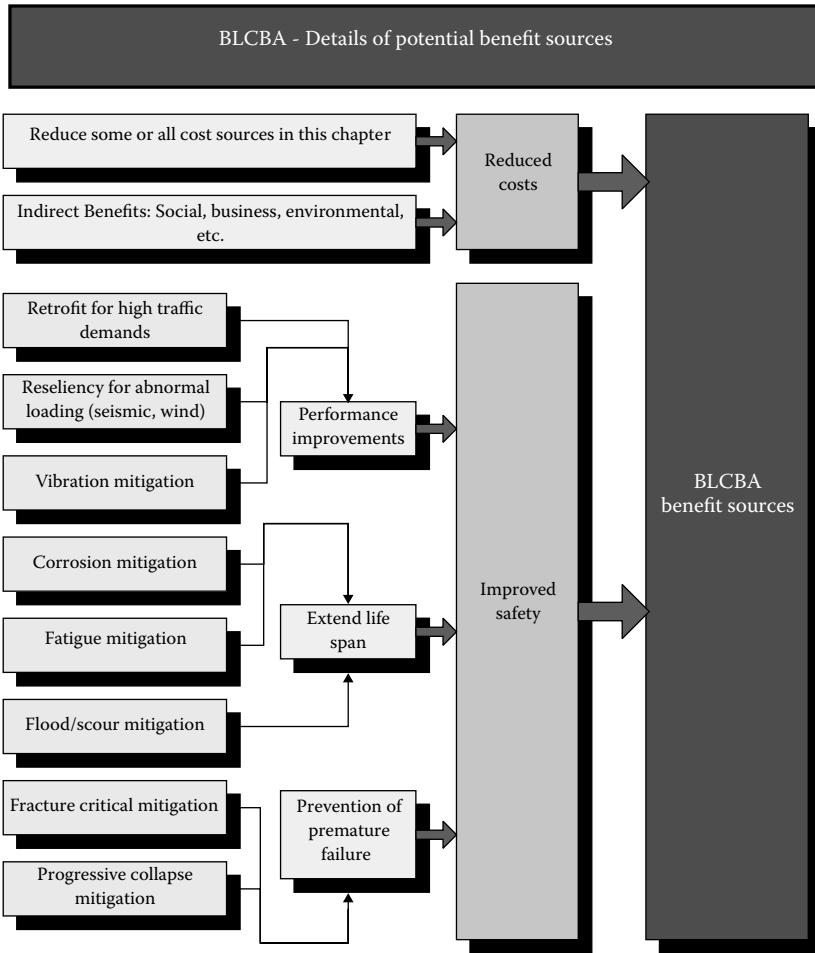 BLCBA - Details of potential benefit sources
Reduce some or all cost sources in this chapter
Indirect Benefits: Social, business, environmental,
etc.
Reduced
costs
Retrofit for high traffic
demands
Reseliency for abnormal
loading (seismic, wind)
Vibration mitigation
Performance
improvements
Corrosion mitigation
Fatigue mitigation
Flood/scour mitigation
Extend life
span
Fracture critical mitigation
Progressive collapse
mitigation
Prevention of
premature
failure
Improved
safety
BLCBA
benefit sources